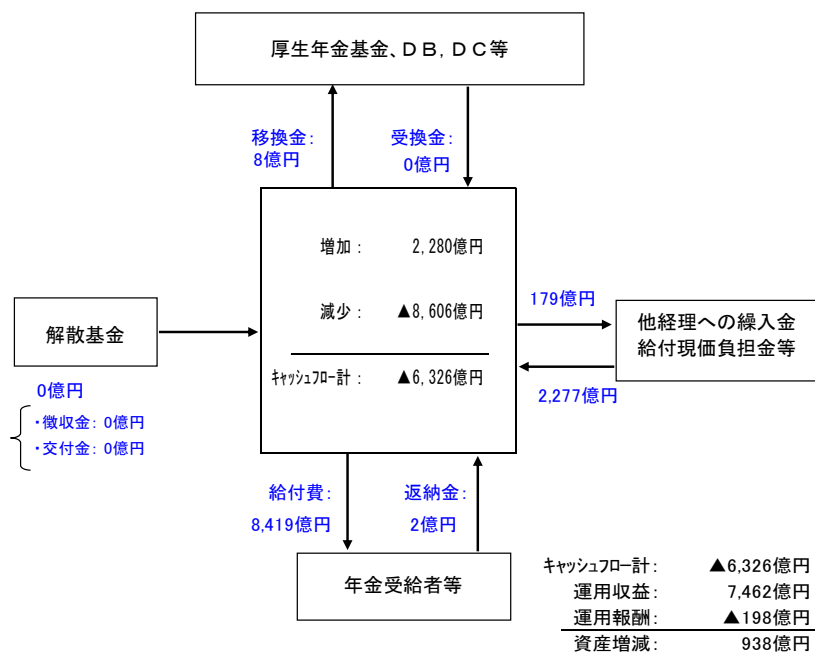 厚生年金基金、DB,DC等
移換金:
8億円
受換金:
0億円
増加: 2,280億円
減少: ▲8,606億円
キャッシュフロー計: ▲6,326億円
解散基金
0億円
・徴収金:0億円
・交付金:0億円
179億円
他経理への繰入金
給付現価負担金等
2,277億円
給付費:
8,419億円
返納金:
2億円
年金受給者等
キャッシュフロー計: ▲6,326億円
運用収益: 7,462億円
運用報酬: ▲198億円
資産増減: 938億円